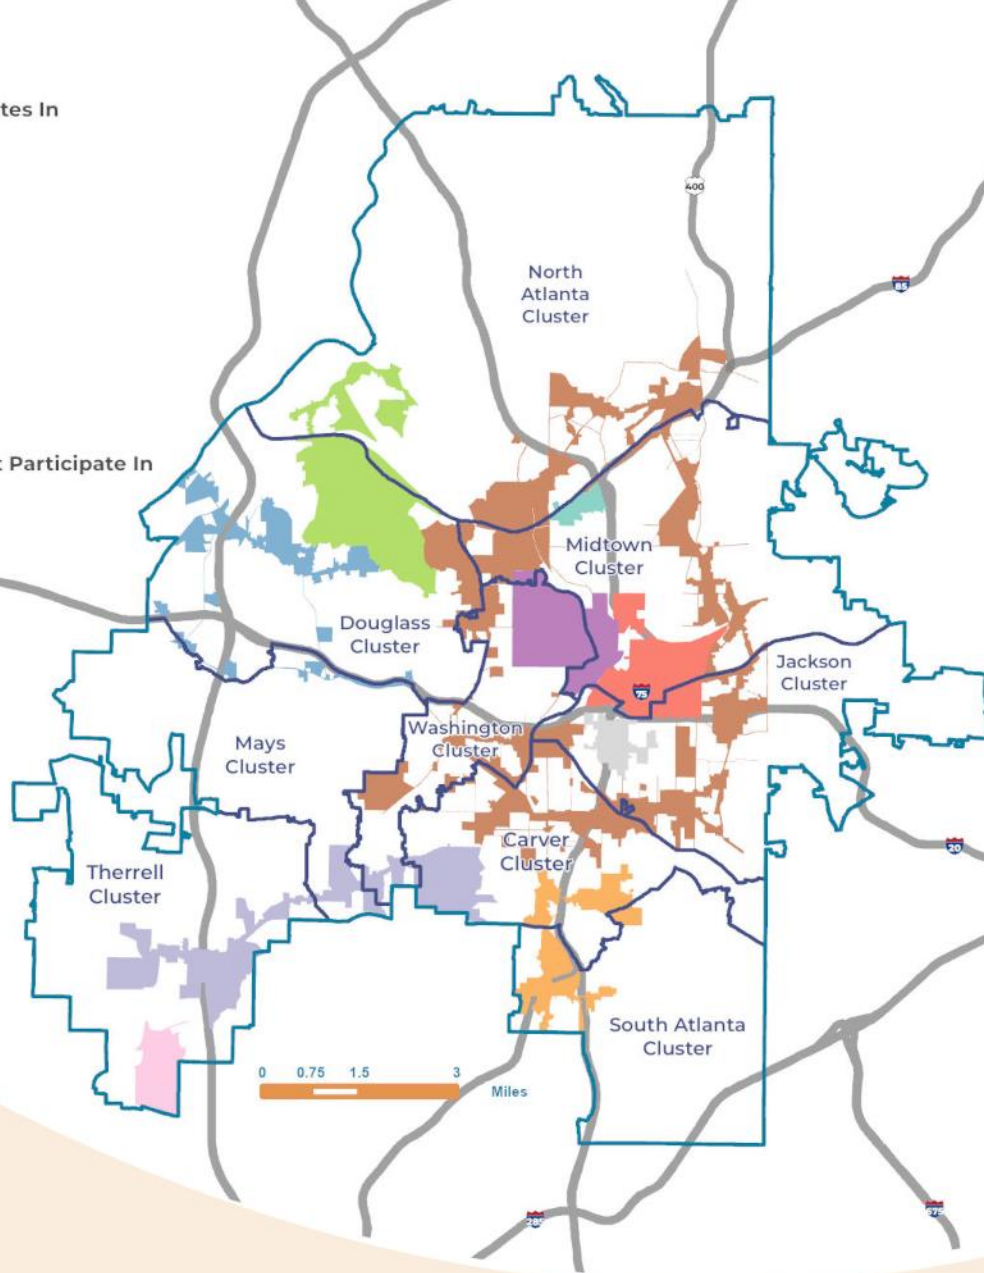 tes In
400
North
Atlanta
Cluster
85
t Participate In
Midtown
Cluster
Douglass
Cluster
Jackson
Cluster
75
Washington
Cluster
Mays
Cluster
Carver
Cluster
20
Therrell
Cluster
South Atlanta
Cluster
0 0.75 1.5 3
Miles
675
285